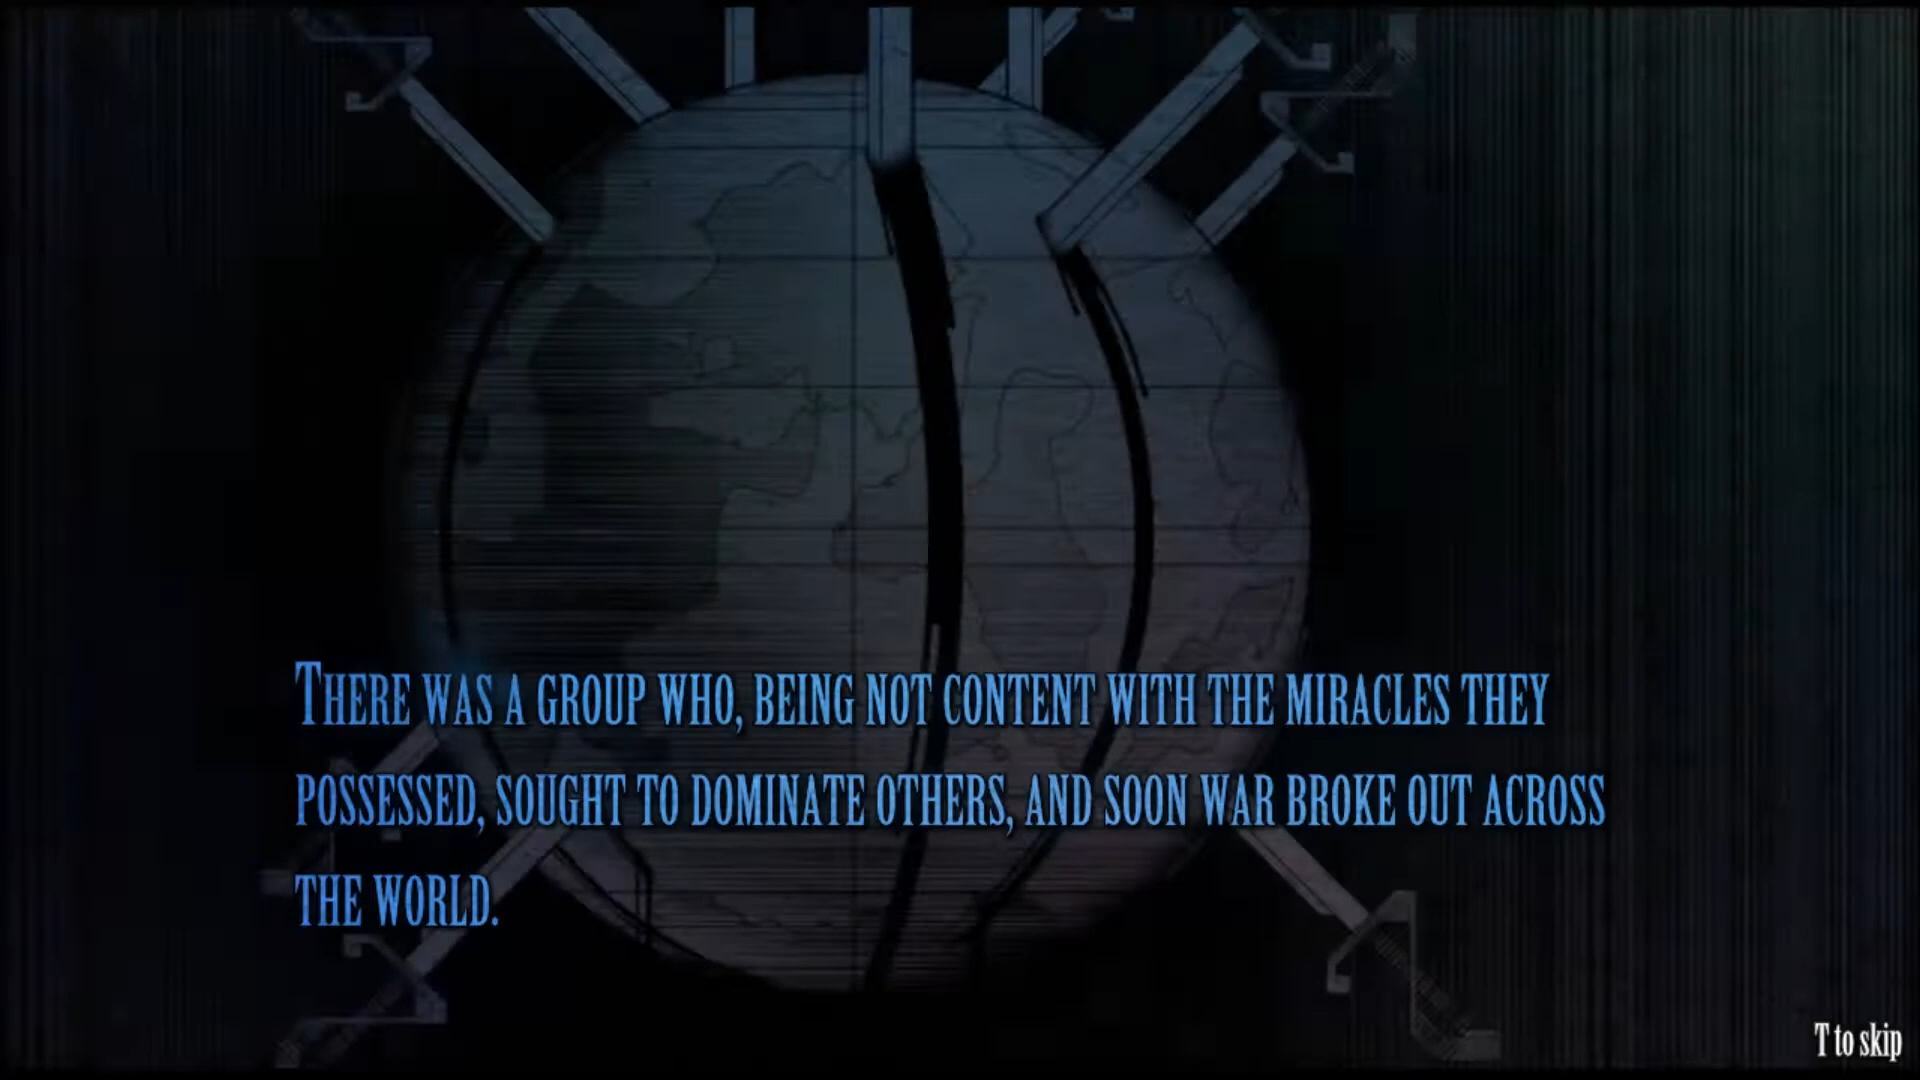 There was a group who, being not content with the miracles they
possessed, sought to dominate others, and soon war broke out across
the world.
T to skip